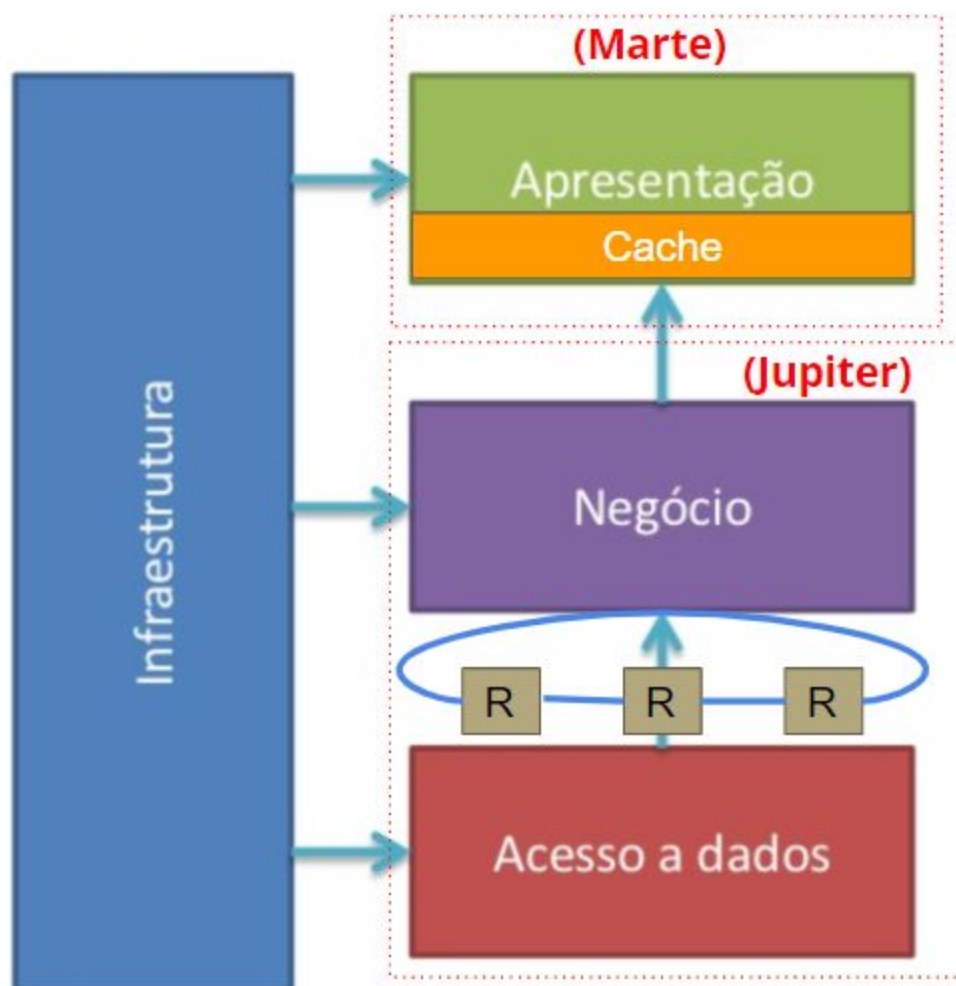 (Marte)
Apresentação
Cache
(Jupiter)
Infraestrutura
Negócio
R
R
R
Acesso a dados